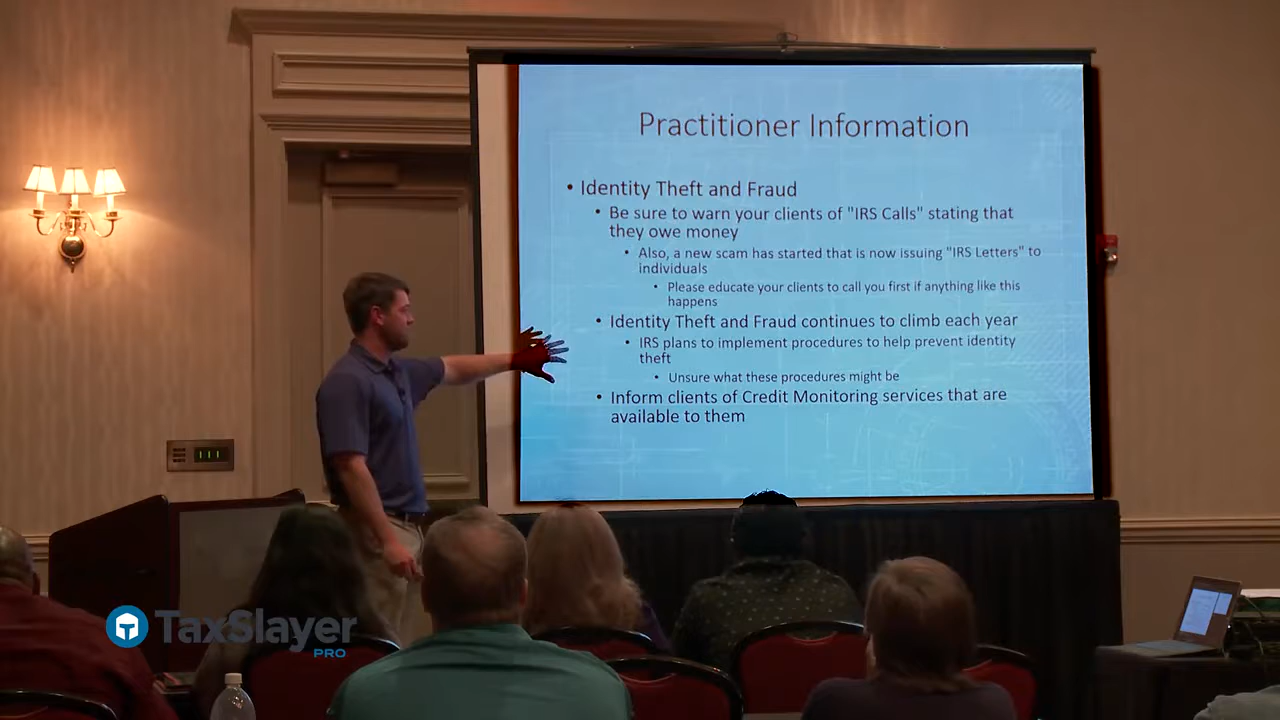 Practitioner Information
• Identity Theft and Fraud
• Be sure to warn your clients of "IRS Calls" stating that
they owe money
• Also, a new scam has started that is now issuing "IRS Letters" to
individuals
• Please educate your clients to call you first if anything like this
happens
• Identity Theft and Fraud continues to climb each year
• IRS plans to implement procedures to help prevent identity
theft
• Unsure what these procedures might be
• Inform clients of Credit Monitoring services that are
available to them
TaxSlayer
PRO